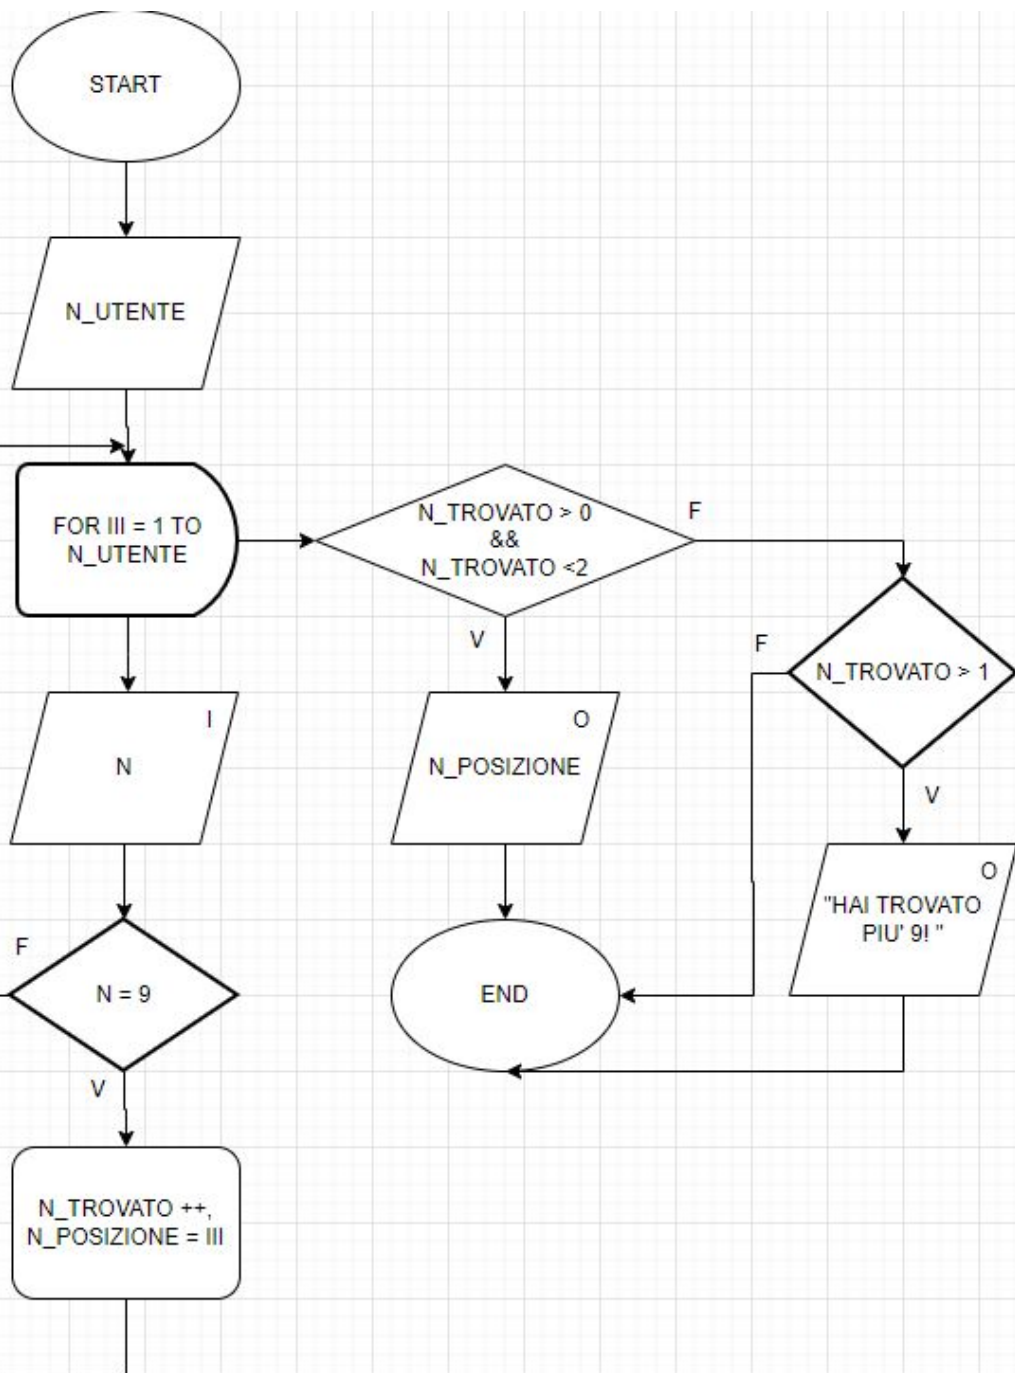 START
N_UTENTE
FOR III = 1 TO
N_UTENTE
N_TROVATO > 0
&&
N_TROVATO <2
F
V
F
N_TROVATO > 1
I
N
O
N_POSIZIONE
V
O
"HAI TROVATO
PIU' 9! "
F
N = 9
END
V
N_TROVATO ++,
N_POSIZIONE = III